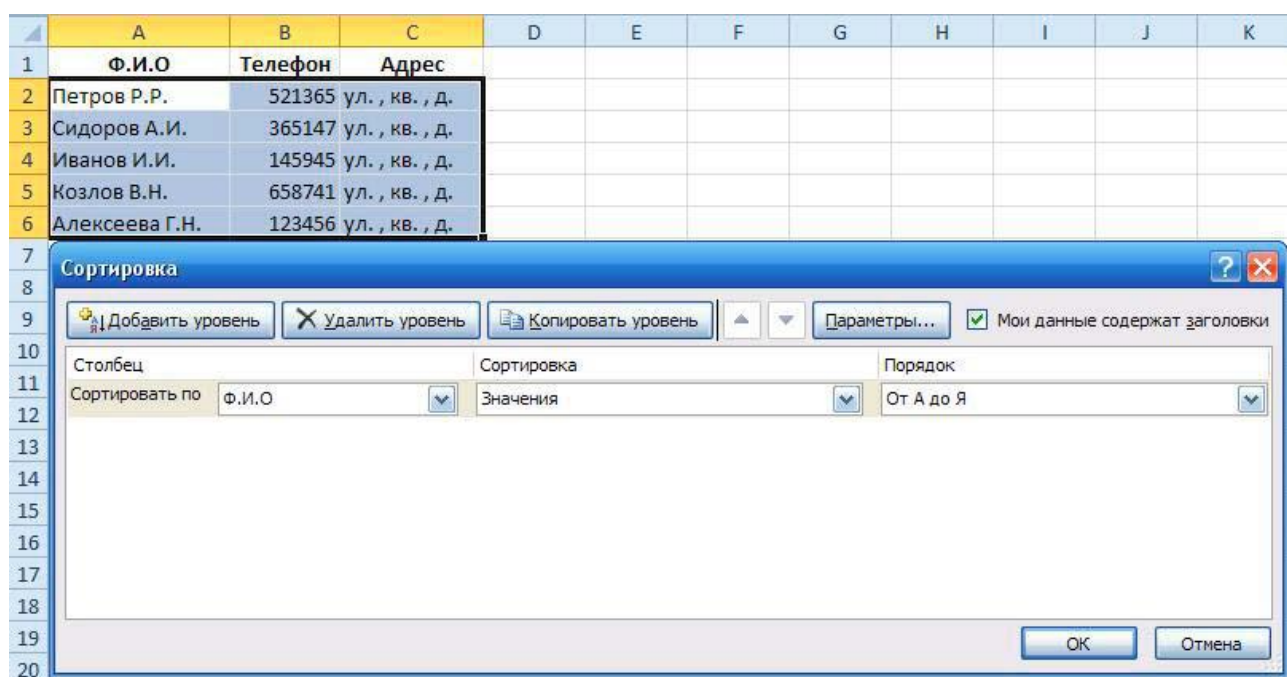 A B C D E F G H I J K
1 Ф.И.О Телефон Адрес
2 Петров Р.Р. 521365 ул. , кв. , д.
3 Сидоров А.И. 365147 ул. , кв. , д.
4 Иванов И.И. 145945 ул. , кв. , д.
5 Козлов В.Н. 658741 ул. , кв. , д.
6 Алексеева Г.Н. 123456 ул. , кв. , д.
7
Сортировка ?
8
9 Добавить уровень Удалить уровень Копировать уровень Параметры... Мои данные содержат заголовки
10
Столбец Сортировка Порядок
11
Сортировать по Ф.И.О Значения От А до Я
12
13
14
15
16
17
18
19 ОК Отмена
20